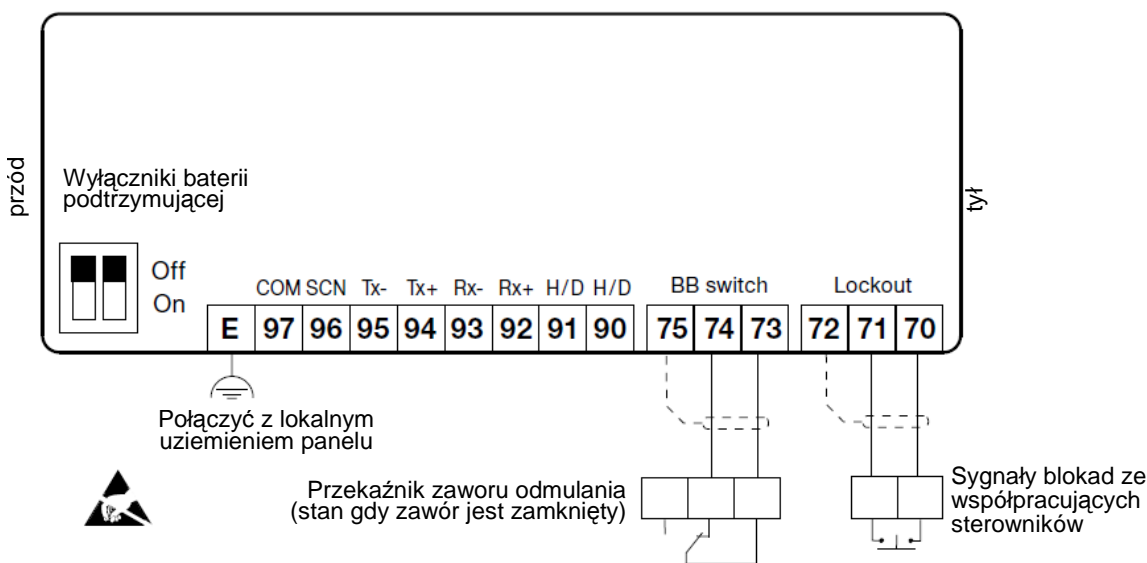 przód
tył
Wyłączniki baterii
podtrzymującej
Off
On
COM SCN Tx- Tx+ Rx- Rx+ H/D H/D
BB switch
Lockout
E 97 96 95 94 93 92 91 90 75 74 73 72 71 70
Połączyć z lokalnym
uziemieniem panelu
Przekaźnik zaworu odmulania
(stan gdy zawór jest zamknięty)
Sygnały blokad ze
współpracujących
sterowników